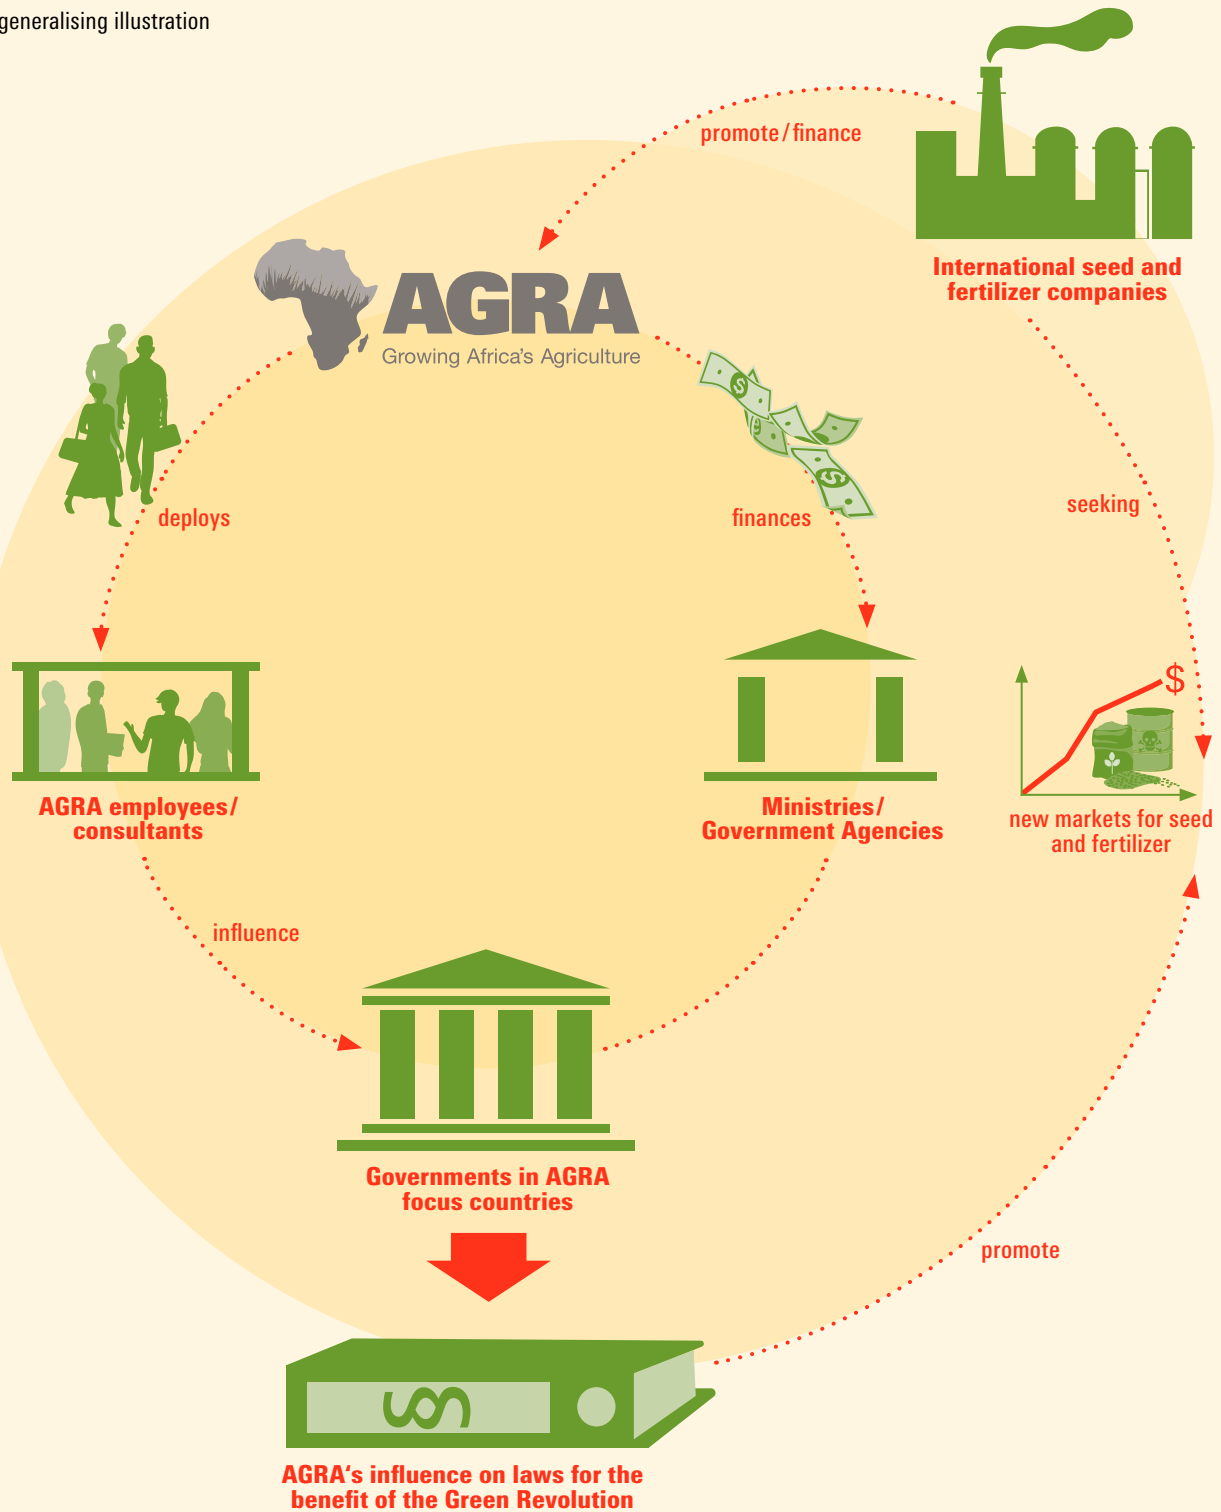 generalising illustration
promote/finance
International seed and
fertilizer companies
AGRA
Growing Africa's Agriculture
deploys
finances
seeking
$
AGRA employees/
consultants
Ministries/
Government Agencies
new markets for seed
and fertilizer
influence
Governments in AGRA
focus countries
promote
§
AGRA‘s influence on laws for the
benefit of the Green Revolution